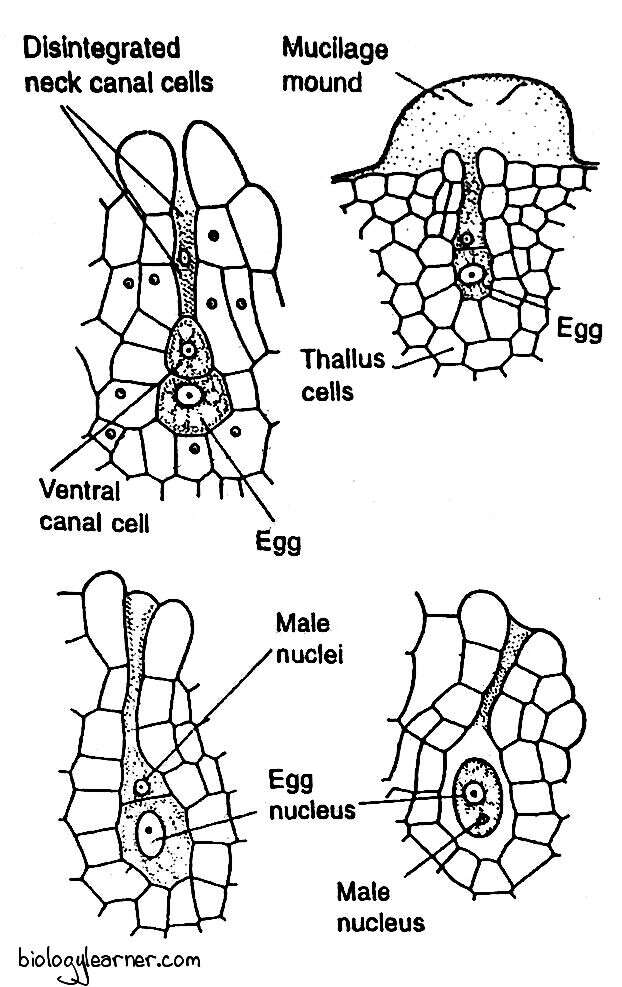 Disintegrated
neck canal cells
Mucilage
mound
Egg
Thallus
cells
Ventral
canal cell
Egg
Male
nuclei
Egg
nucleus
Male
nucleus
biologylearner.com